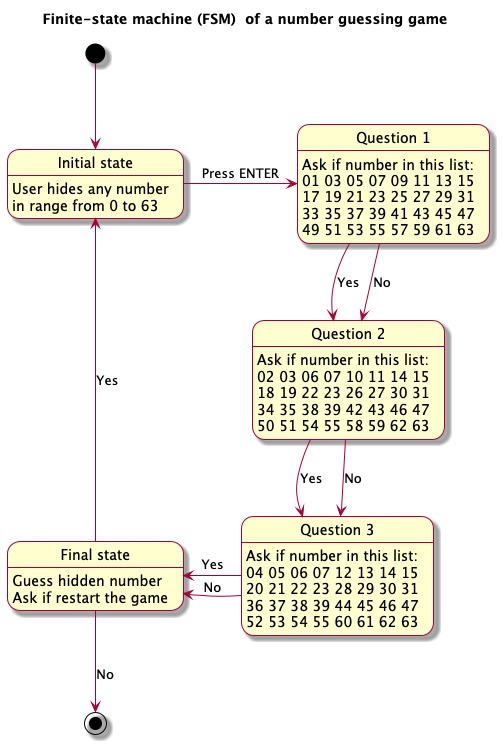 Finite-state machine (FSM)  of a number guessing game
Initial state
User hides any number
in range from 0 to 63
Press ENTER
Question 1
Ask if number in this list:
01 03 05 07 09 11 13 15
17 19 21 23 25 27 29 31
33 35 37 39 41 43 45 47
49 51 53 55 57 59 61 63
Yes
No
Question 2
Ask if number in this list:
02 03 06 07 10 11 14 15
18 19 22 23 26 27 30 31
34 35 38 39 42 43 46 47
50 51 54 55 58 59 62 63
Yes
Yes
No
Question 3
Ask if number in this list:
04 05 06 07 12 13 14 15
20 21 22 23 28 29 30 31
36 37 38 39 44 45 46 47
52 53 54 55 60 61 62 63
Yes
No
Final state
Guess hidden number
Ask if restart the game
No